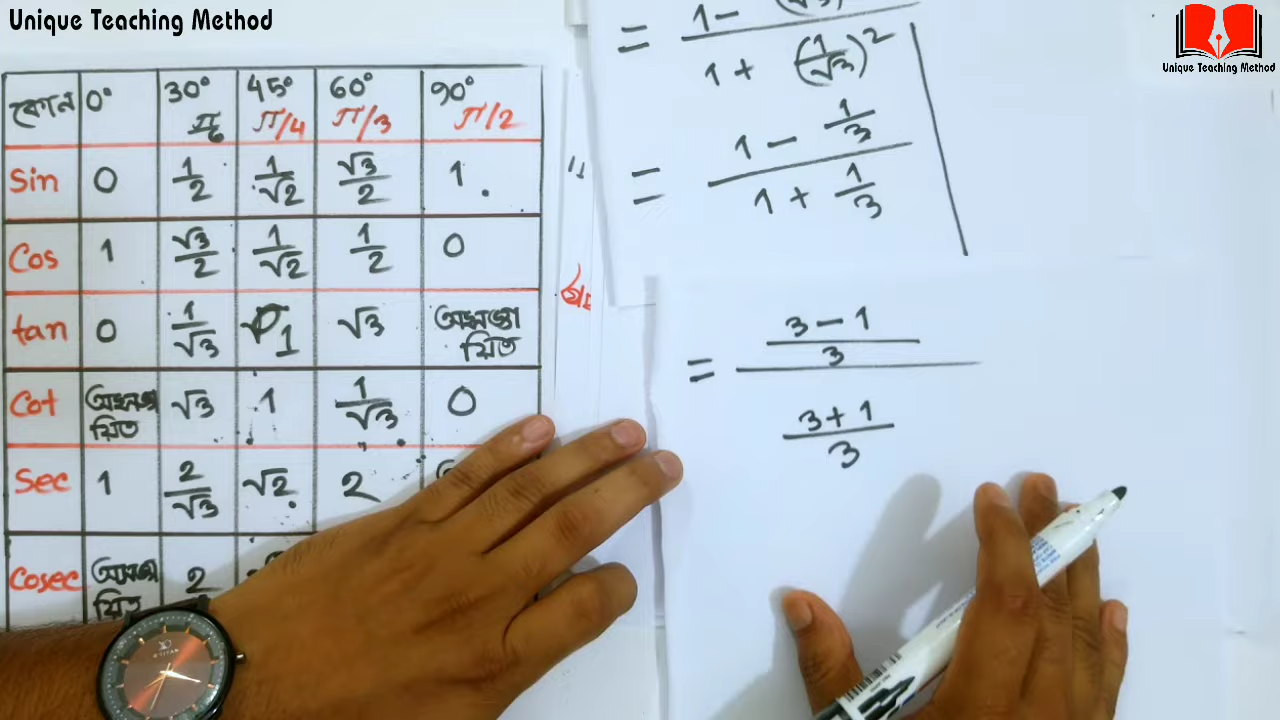 Unique Teaching Method
Unique Teaching Method
কোন 0° 30° 45° 60° 90°
π/6 π/4 π/3 π/2
Sin 0 1/2 1/√2 √3/2 1
Cos 1 √3/2 1/√2 1/2 0
tan 0 1/√3 1 √3 অসংজ্ঞায়িত
Cot অসংজ্ঞায়িত √3 1 1/√3 0
Sec 1 2/√3 √2 2
Cosec অসংজ্ঞায়িত 2
= 1 - (1/√3) / 1 + (1/√3)²
= 1 - 1/3 / 1 + 1/3
= 3 - 1 / 3 / 3 + 1 / 3